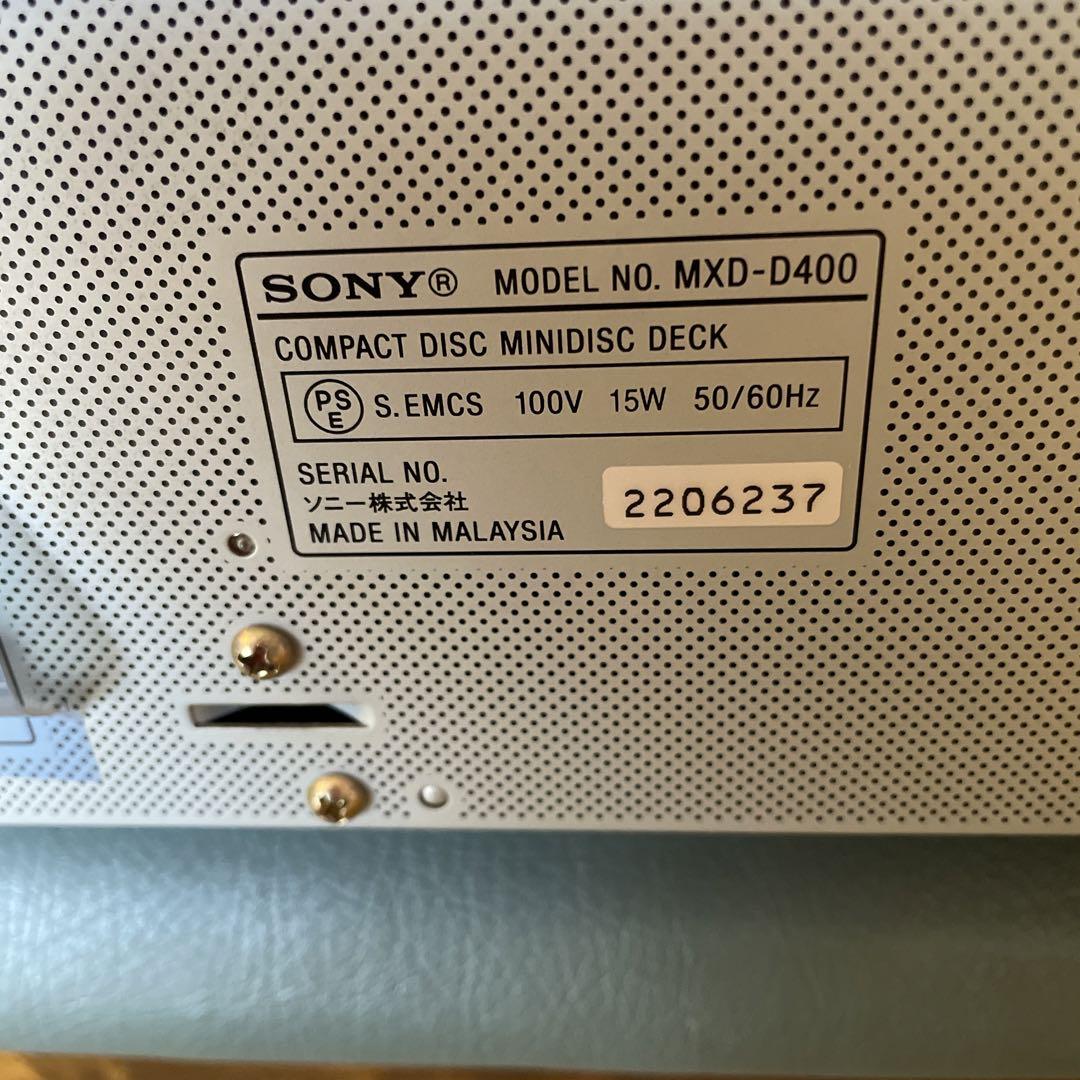 SONY® MODEL NO. MXD-D400
COMPACT DISC MINIDISC DECK
PSE S.EMCS 100V 15W 50/60Hz
SERIAL NO.
ソニー株式会社 2206237
MADE IN MALAYSIA